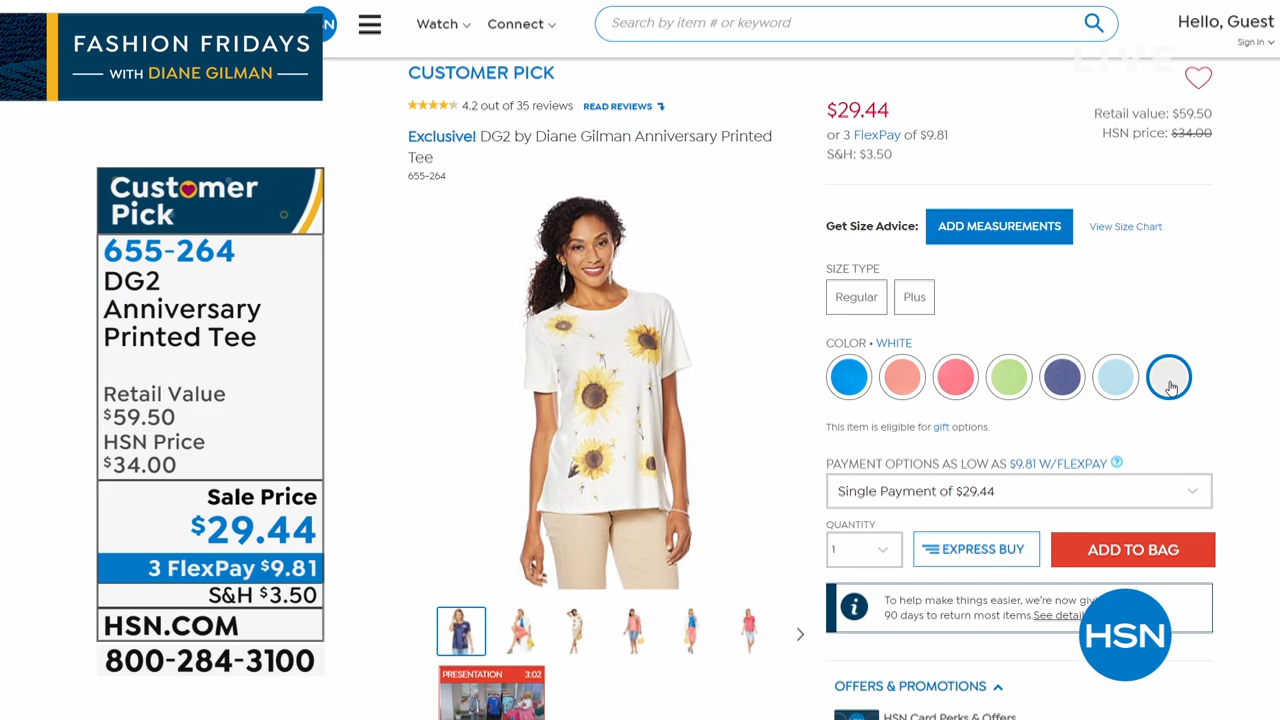 FASHION FRIDAYS
WITH DIANE GILMAN
Watch
Connect
Search by item # or keyword
Hello, Guest
Sign In
LIVE
Customer
Pick
655-264
DG2
Anniversary
Printed Tee
Retail Value
$59.50
HSN Price
$34.00
Sale Price
$29.44
3 FlexPay $9.81
S&H $3.50
HSN.COM
800-284-3100
CUSTOMER PICK
4.2 out of 35 reviews READ REVIEWS
Exclusive! DG2 by Diane Gilman Anniversary Printed
Tee
655-264
PRESENTATION 3:02
$29.44
or 3 FlexPay of $9.81
S&H: $3.50
Retail value: $59.50
HSN price: $34.00
Get Size Advice: ADD MEASUREMENTS View Size Chart
SIZE TYPE
Regular Plus
COLOR • WHITE
This item is eligible for gift options.
PAYMENT OPTIONS AS LOW AS $9.81 W/FLEXPAY ?
Single Payment of $29.44
QUANTITY
1 EXPRESS BUY ADD TO BAG
To help make things easier, we're now
90 days to return most items. See
HSN
OFFERS & PROMOTIONS
HSN Card Perks & Offers